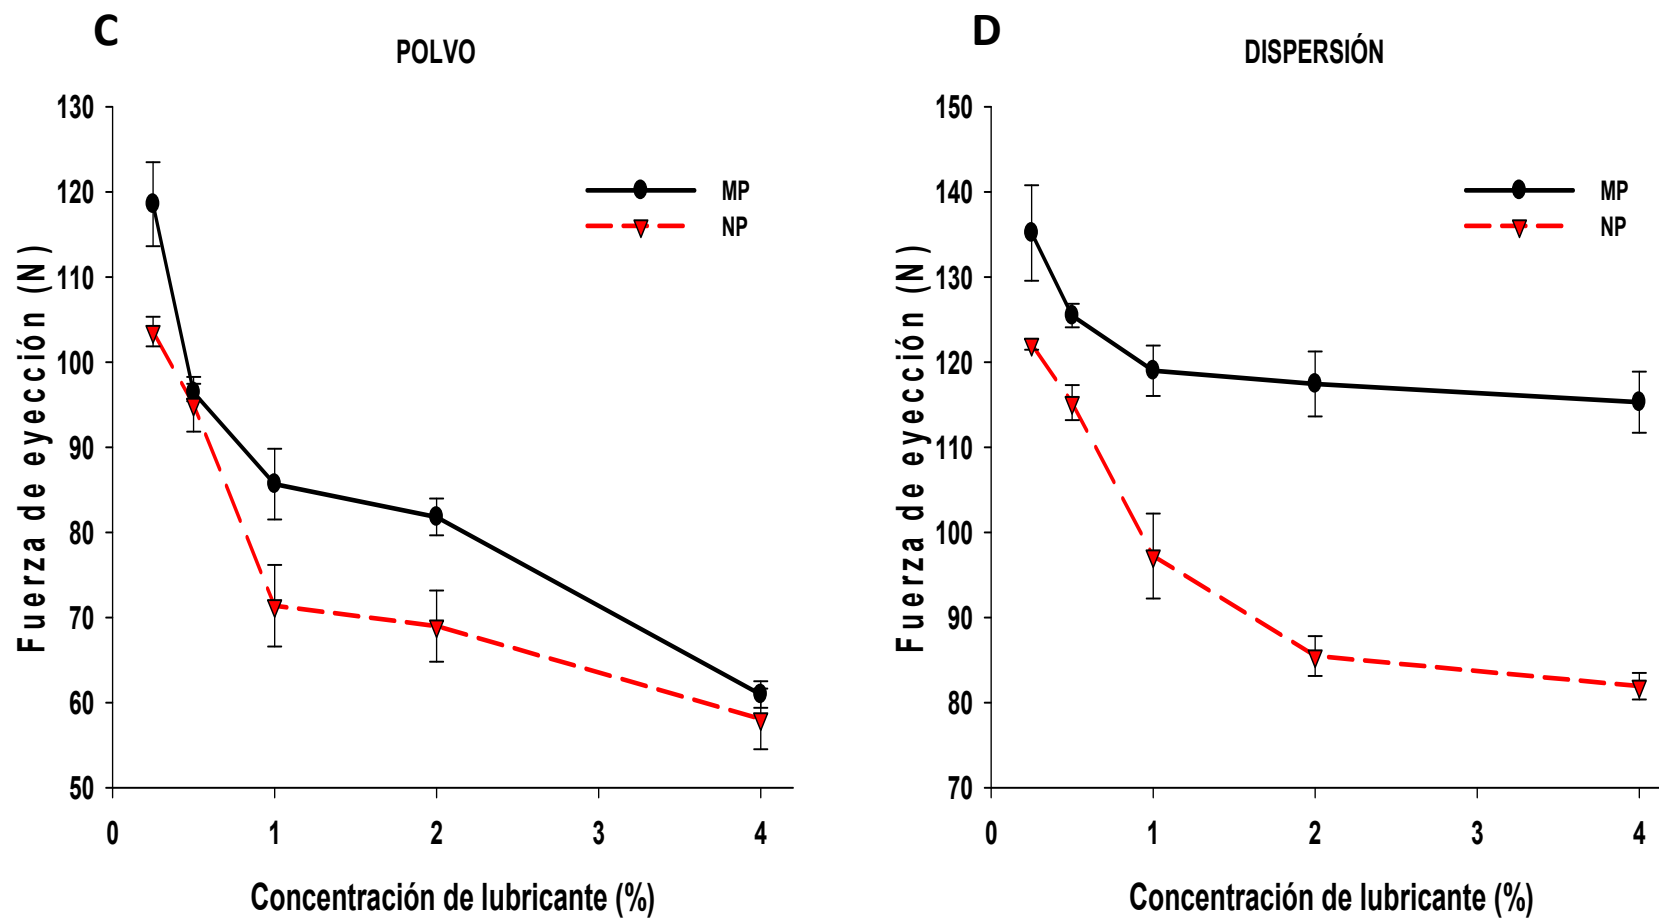 C
POLVO
130
120
110
100
90
80
70
60
50
0
1
2
3
4
MP
NP
Fuerza de eyección (N)
Concentración de lubricante (%)
D
DISPERSIÓN
150
140
130
120
110
100
90
80
70
0
1
2
3
4
MP
NP
Fuerza de eyección (N)
Concentración de lubricante (%)